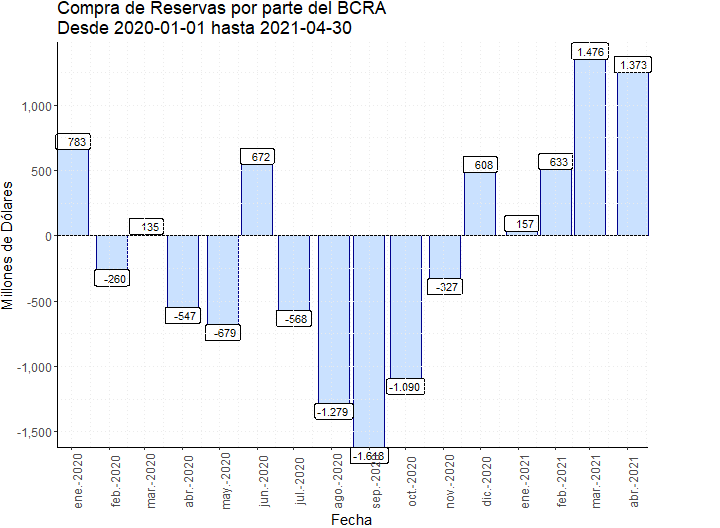 Compra de Reservas por parte del BCRA
Desde 2020-01-01 hasta 2021-04-30
Millones de Dólares
1,000
500
0
-500
-1,000
-1,500
783
-260
135
-547
-679
672
-568
-1.279
-1.618
-1.090
-327
608
157
633
1.476
1.373
ene.-2020
feb.-2020
mar.-2020
abr.-2020
may.-2020
jun.-2020
jul.-2020
ago.-2020
sep.-2020
oct.-2020
nov.-2020
dic.-2020
ene.-2021
feb.-2021
mar.-2021
abr.-2021
Fecha